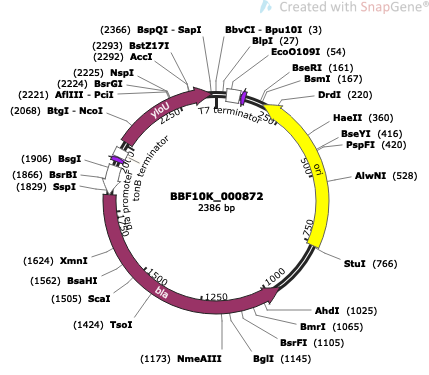 Created with SnapGene®
(2366) BspQI - SapI
BbvCI - Bpu10I (3)
(2293) BstZ17I
BlpI (27)
(2292) AccI
EcoO109I (54)
(2225) NspI
BseRI (161)
(2224) BsrGI
BsmI (167)
(2221) AflIII - PciI
DrdI (220)
(2068) BtgI - NcoI
HaeII (360)
BseYI (416)
PspFI (420)
(1906) BsgI
(1866) BsrBI
AlwNI (528)
(1829) SspI
StuI (766)
(1624) XmnI
(1562) BsaHI
(1505) ScaI
AhdI (1025)
(1424) TsoI
BmrI (1065)
BsrFI (1105)
(1173) NmeAIII
BglI (1145)
BBF10K_000872
2386 bp
yloU
T7 terminator
tonB terminator
ori
bla
250
500
750
1000
1250
1500
2250